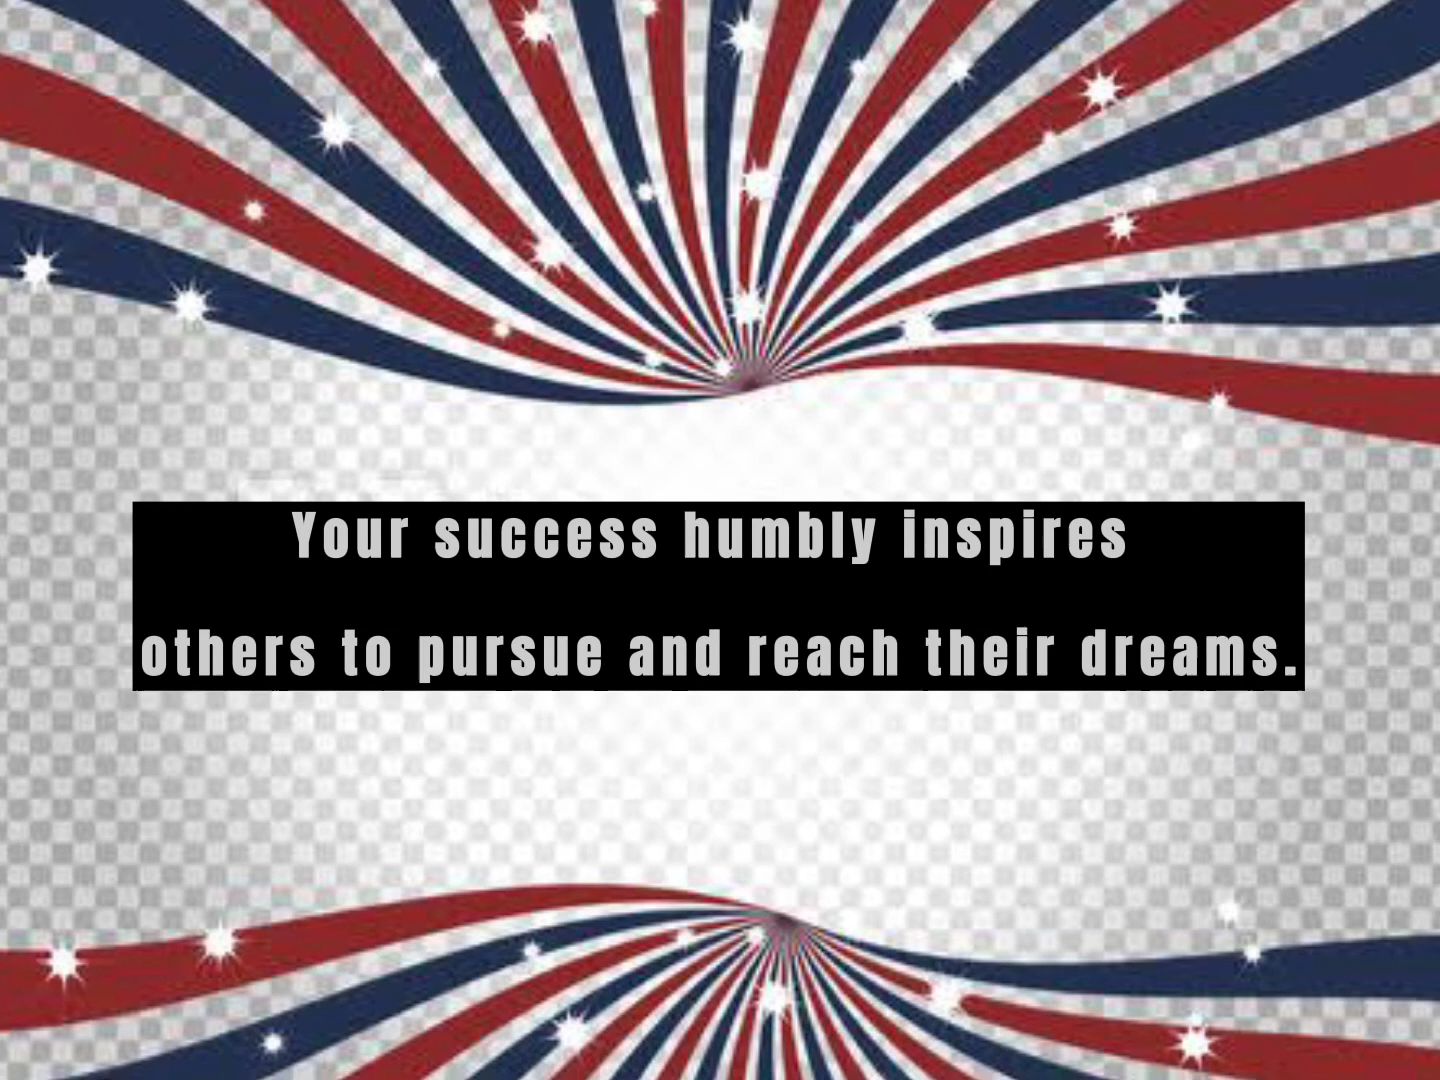 Your success humbly inspires
others to pursue and reach their dreams.